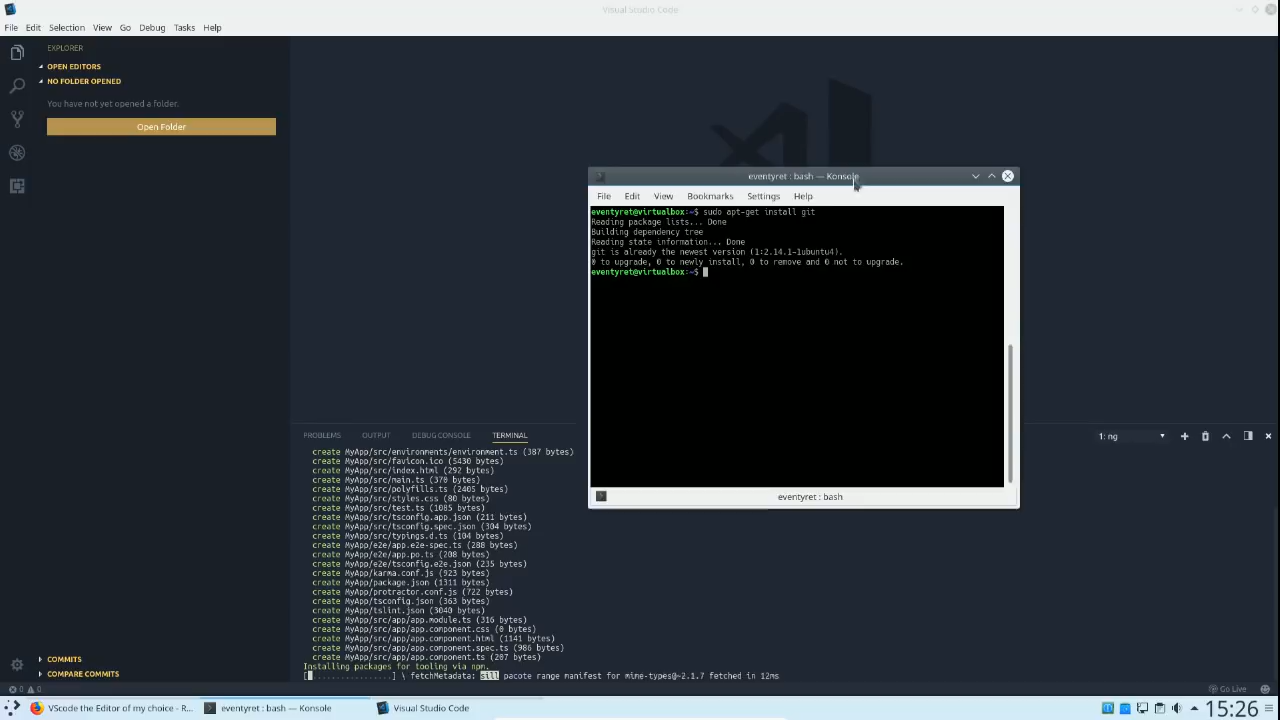 Visual Studio Code
File Edit Selection View Go Debug Tasks Help
EXPLORER
OPEN EDITORS
NO FOLDER OPENED
You have not yet opened a folder.
Open Folder
eventyret : bash — Konsole
File Edit View Bookmarks Settings Help
eventyret@virtualbox:~$ sudo apt-get install git
Reading package lists... Done
Building dependency tree
Reading state information... Done
git is already the newest version (1:2.14.1-1ubuntu4).
0 to upgrade, 0 to newly install, 0 to remove and 0 not to upgrade.
eventyret@virtualbox:~$
eventyret : bash
PROBLEMS OUTPUT DEBUG CONSOLE TERMINAL
1: ng
create MyApp/src/environments/environment.ts (387 bytes)
create MyApp/src/favicon.ico (5430 bytes)
create MyApp/src/index.html (292 bytes)
create MyApp/src/main.ts (370 bytes)
create MyApp/src/polyfills.ts (2405 bytes)
create MyApp/src/styles.css (80 bytes)
create MyApp/src/test.ts (1085 bytes)
create MyApp/src/tsconfig.app.json (211 bytes)
create MyApp/src/tsconfig.spec.json (304 bytes)
create MyApp/src/typings.d.ts (104 bytes)
create MyApp/e2e/app.e2e-spec.ts (288 bytes)
create MyApp/e2e/app.po.ts (208 bytes)
create MyApp/e2e/tsconfig.e2e.json (235 bytes)
create MyApp/karma.conf.js (923 bytes)
create MyApp/package.json (1311 bytes)
create MyApp/protractor.conf.js (722 bytes)
create MyApp/tsconfig.json (363 bytes)
create MyApp/tslint.json (3040 bytes)
create MyApp/src/app/app.module.ts (316 bytes)
create MyApp/src/app/app.component.css (0 bytes)
create MyApp/src/app/app.component.html (1141 bytes)
create MyApp/src/app/app.component.spec.ts (986 bytes)
create MyApp/src/app/app.component.ts (207 bytes)
Installing packages for tooling via npm.
[ ................] \ fetchMetadata: sill pacote range manifest for mime-types@~2.1.7 fetched in 12ms
COMMITS
COMPARE COMMITS
0 0
Go Live
VScode the Editor of my choice - R...
eventyret : bash — Konsole
Visual Studio Code
15:26